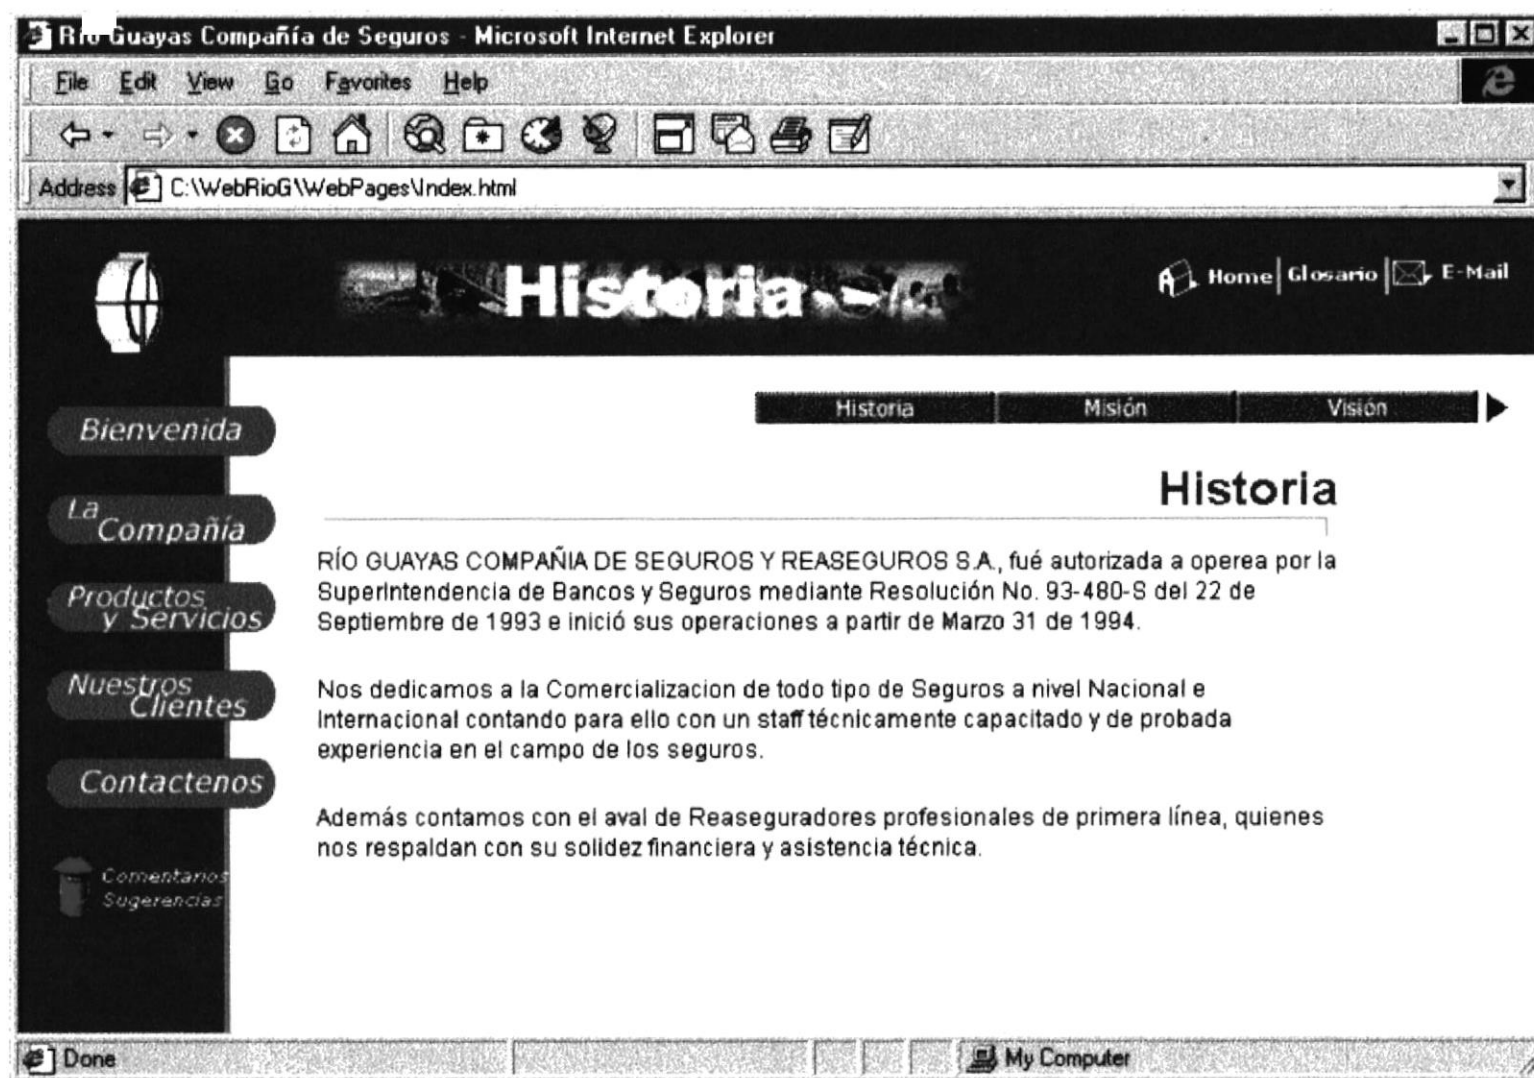 Río Guayas Compañía de Seguros - Microsoft Internet Explorer
File Edit View Go Favorites Help
Address C:\WebRioG\WebPages\Index.html
Historia
Home Glosario E-Mail
Historia Misión Visión
Bienvenida
La
Compañía
Productos
y Servicios
Nuestros
Clientes
Contactenos
Comentarios
Sugerencias
Historia
RÍO GUAYAS COMPAÑIA DE SEGUROS Y REASEGUROS S.A., fué autorizada a operea por la
SuperIntendencia de Bancos y Seguros mediante Resolución No. 93-480-S del 22 de
Septiembre de 1993 e inició sus operaciones a partir de Marzo 31 de 1994.
Nos dedicamos a la Comercializacion de todo tipo de Seguros a nivel Nacional e
Internacional contando para ello con un staff técnicamente capacitado y de probada
experiencia en el campo de los seguros.
Además contamos con el aval de Reaseguradores profesionales de primera línea, quienes
nos respaldan con su solidez financiera y asistencia técnica.
Done
My Computer